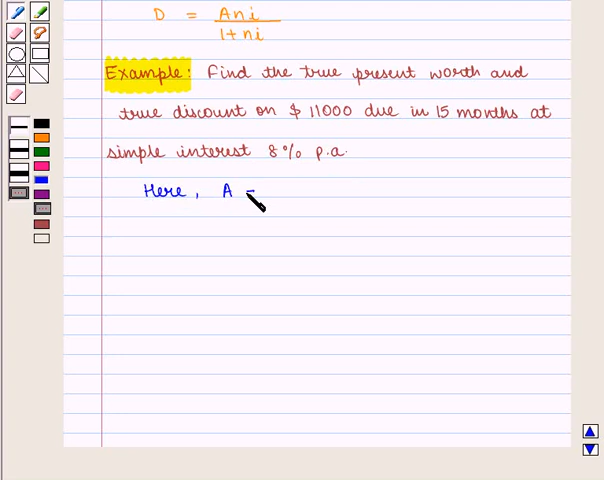 D = Ani
1+ni
Example: Find the true present worth and
true discount on $ 11000 due in 15 months at
simple interest 8% p.a.
Here, A =